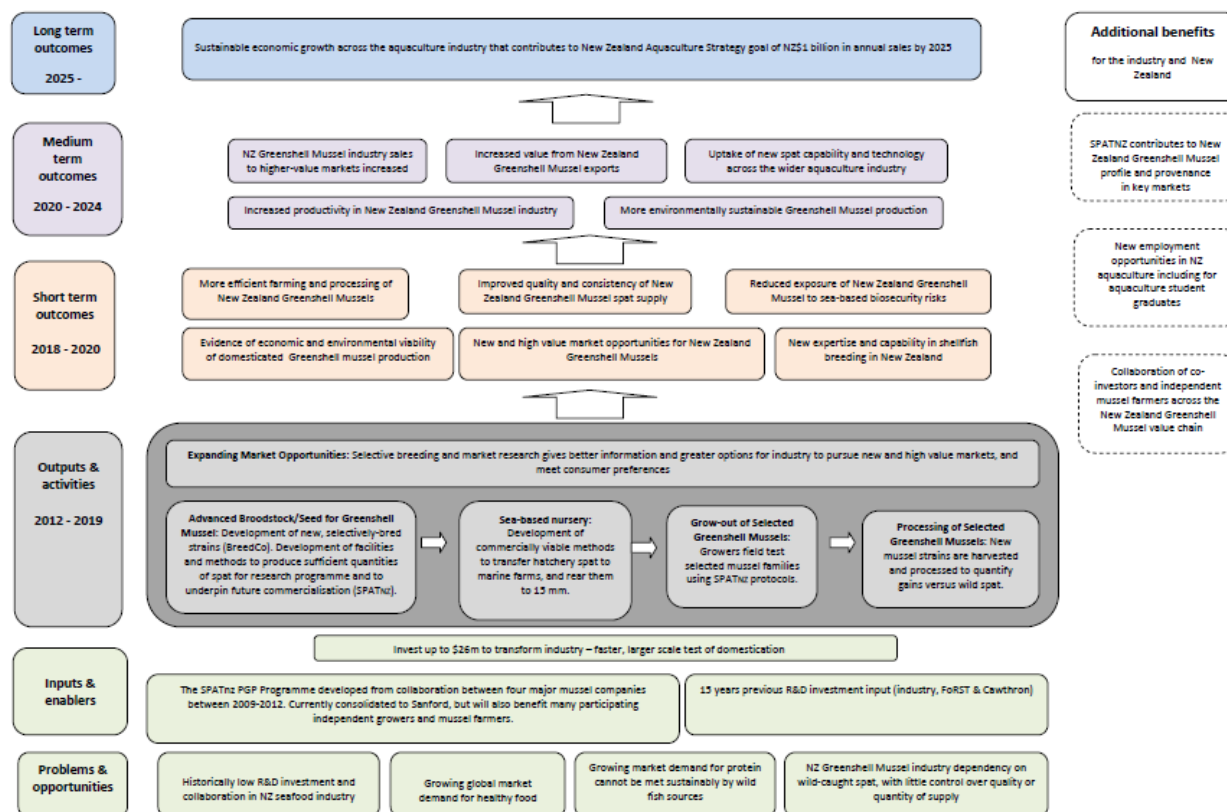 Long term
outcomes
2025 -
Sustainable economic growth across the aquaculture industry that contributes to New Zealand Aquaculture Strategy goal of NZ$1 billion in annual sales by 2025
Additional benefits
for the industry and New
Zealand
Medium
term
outcomes
2020 - 2024
NZ Greenshell Mussel industry sales
to higher-value markets increased
Increased value from New Zealand
Greenshell Mussel exports
Uptake of new spat capability and technology
across the wider aquaculture industry
Increased productivity in New Zealand Greenshell Mussel industry
More environmentally sustainable Greenshell Mussel production
SPATNZ contributes to New
Zealand Greenshell Mussel
profile and provenance
in key markets
Short term
outcomes
2018 - 2020
More efficient farming and processing of
New Zealand Greenshell Mussels
Improved quality and consistency of New
Zealand Greenshell Mussel spat supply
Reduced exposure of New Zealand Greenshell
Mussel to sea-based biosecurity risks
Evidence of economic and environmental viability
of domesticated Greenshell mussel production
New and high value market opportunities for New Zealand
Greenshell Mussels
New expertise and capability in shellfish
breeding in New Zealand
New employment
opportunities in NZ
aquaculture including for
aquaculture student
graduates
Collaboration of co-
investors and independent
mussel farmers across the
New Zealand Greenshell
Mussel value chain
Outputs &
activities
2012 - 2019
Expanding Market Opportunities: Selective breeding and market research gives better information and greater options for industry to pursue new and high value markets, and
meet consumer preferences
Advanced Broodstock/Seed for Greenshell
Mussel: Development of new, selectively-bred
strains (BreedCo). Development of facilities
and methods to produce sufficient quantities
of spat for research programme and to
underpin future commercialisation (SPATNZ).
Sea-based nursery:
Development of
commercially viable methods
to transfer hatchery spat to
marine farms, and rear them
to 15 mm.
Grow-out of Selected
Greenshell Mussels:
Growers field test
selected mussel families
using SPATNZ protocols.
Processing of Selected
Greenshell Mussels: New
mussel strains are harvested
and processed to quantify
gains versus wild spat.
Inputs &
enablers
Invest up to $26m to transform industry – faster, larger scale test of domestication
The SPATnz PGP Programme developed from collaboration between four major mussel companies
between 2009-2012. Currently consolidated to Sanford, but will also benefit many participating
independent growers and mussel farmers.
15 years previous R&D investment input (industry, FoRST & Cawthron)
Problems &
opportunities
Historically low R&D investment and
collaboration in NZ seafood industry
Growing global market
demand for healthy food
Growing market demand for protein
cannot be met sustainably by wild
fish sources
NZ Greenshell Mussel industry dependency on
wild-caught spat, with little control over quality or
quantity of supply